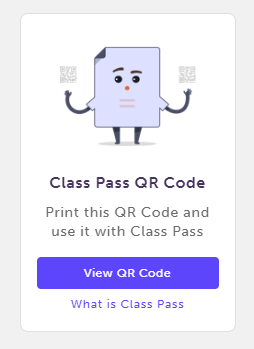 Class Pass QR Code
Print this QR Code and
use it with Class Pass
View QR Code
What is Class Pass